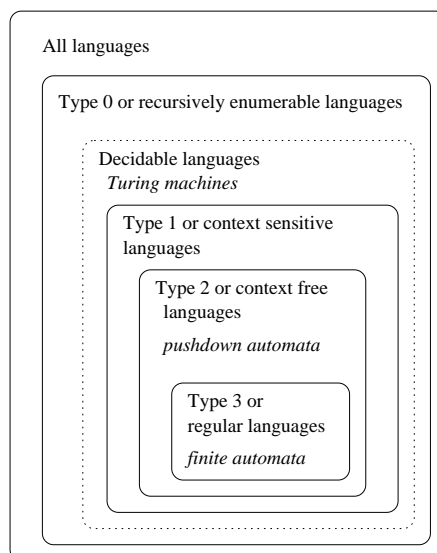 All languages
Type 0 or recursively enumerable languages
Decidable languages
Turing machines
Type 1 or context sensitive
languages
Type 2 or context free
languages
pushdown automata
Type 3 or
regular languages
finite automata